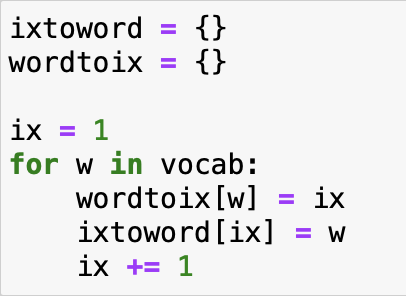 ixtoword = {}
wordtoix = {}

ix = 1
for w in vocab:
    wordtoix[w] = ix
    ixtoword[ix] = w
    ix += 1